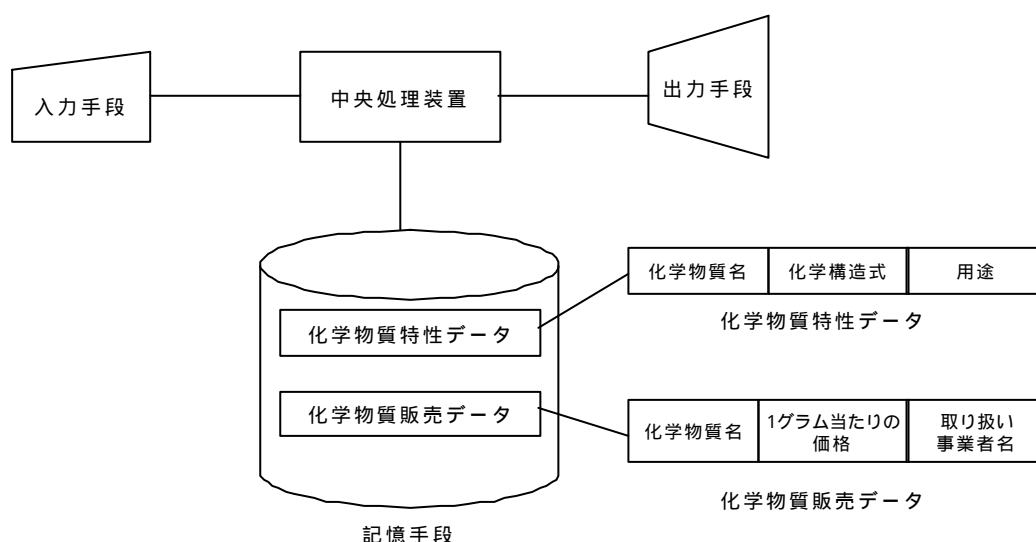 入力手段
中央処理装置
出力手段
化学物質特性データ
化学物質販売データ
記憶手段
化学物質名
化学構造式
用途
化学物質特性データ
化学物質名
1グラム当たりの
価格
取り扱い
事業者名
化学物質販売データ